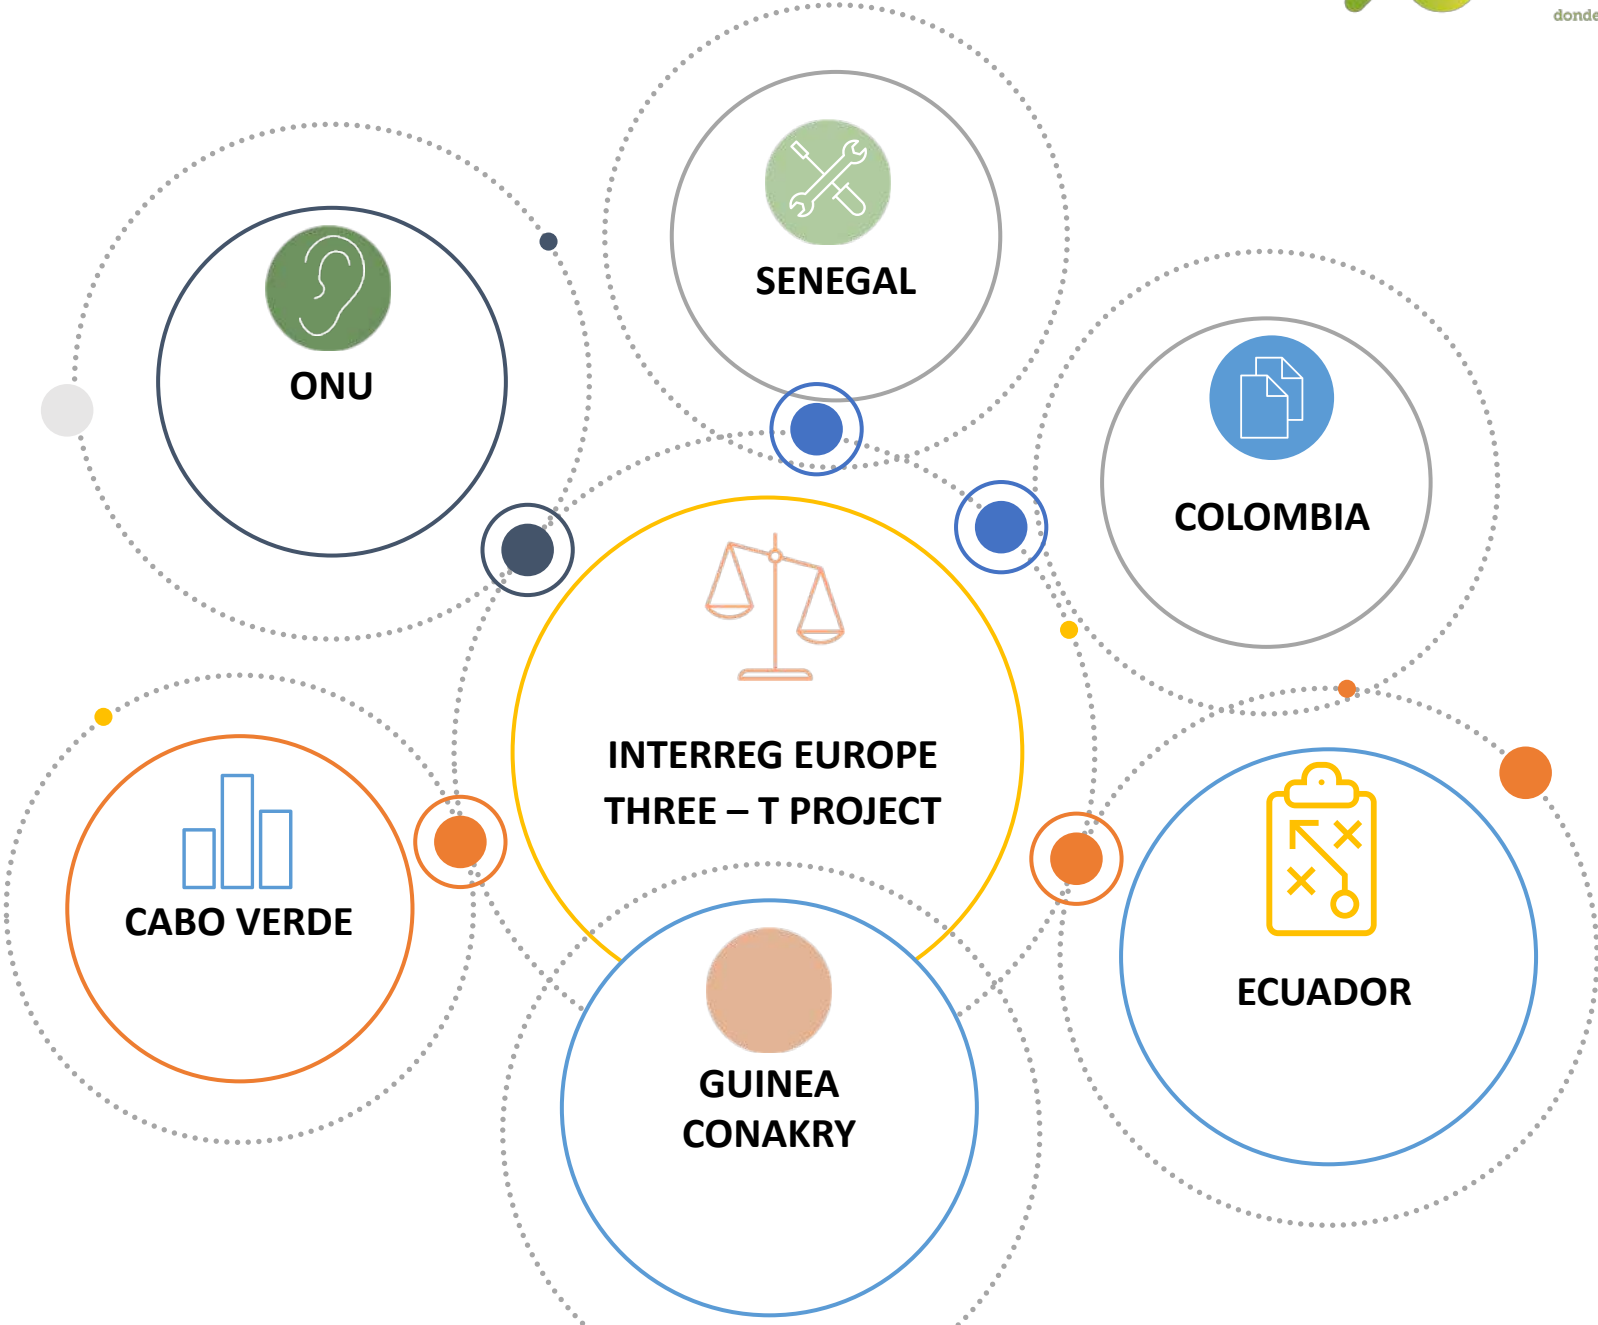 donde
SENEGAL
ONU
COLOMBIA
INTERREG EUROPE
THREE – T PROJECT
CABO VERDE
ECUADOR
GUINEA
CONAKRY